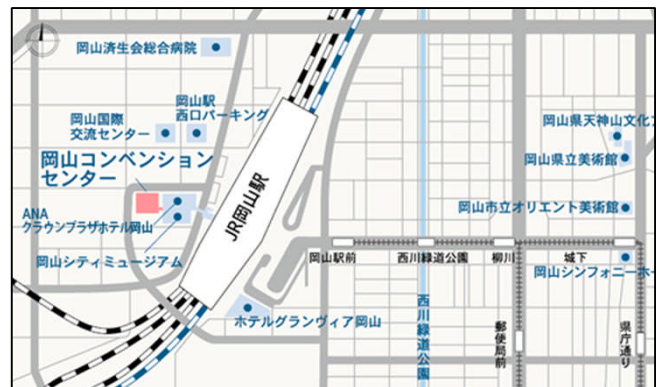 岡山済生会総合病院
岡山駅
西口パーキング
岡山国際
交流センター
岡山コンベンション
センター
ANA
クラウンプラザホテル岡山
岡山シティミュージアム
JR岡山駅
ホテルグランヴィア岡山
岡山県天神山文化プ
岡山県立美術館
岡山市立オリエント美術館
岡山駅前
西川緑道公園
柳川
城下
岡山シンフォニーホー
西川緑道公園
郵便局前
県庁通り